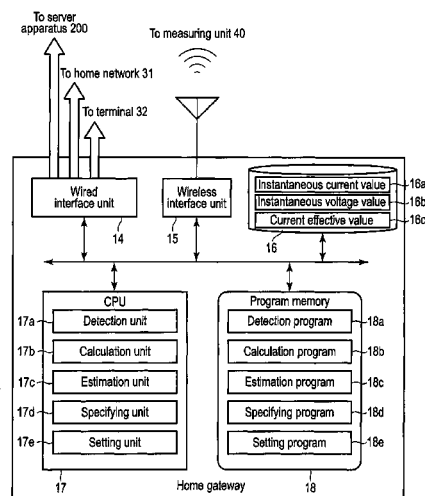 To server
apparatus 200
To measuring unit 40
To home network 31
To terminal 32
Wired
interface unit
14
Wireless
interface unit
15
Instantaneous current value
16a
Instantaneous voltage value
16b
Current effective value
16c
16
CPU
17a
Detection unit
17b
Calculation unit
17c
Estimation unit
17d
Specifying unit
17e
Setting unit
17
Program memory
Detection program
18a
Calculation program
18b
Estimation program
18c
Specifying program
18d
Setting program
18e
18
Home gateway